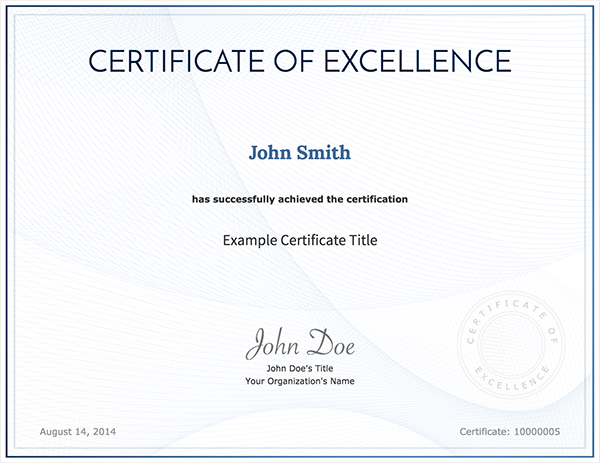 CERTIFICATE OF EXCELLENCE
John Smith
has successfully achieved the certification
Example Certificate Title
John Doe
John Doe's Title
Your Organization's Name
CERTIFICATE OF
EXCELLENCE
August 14, 2014
Certificate: 10000005